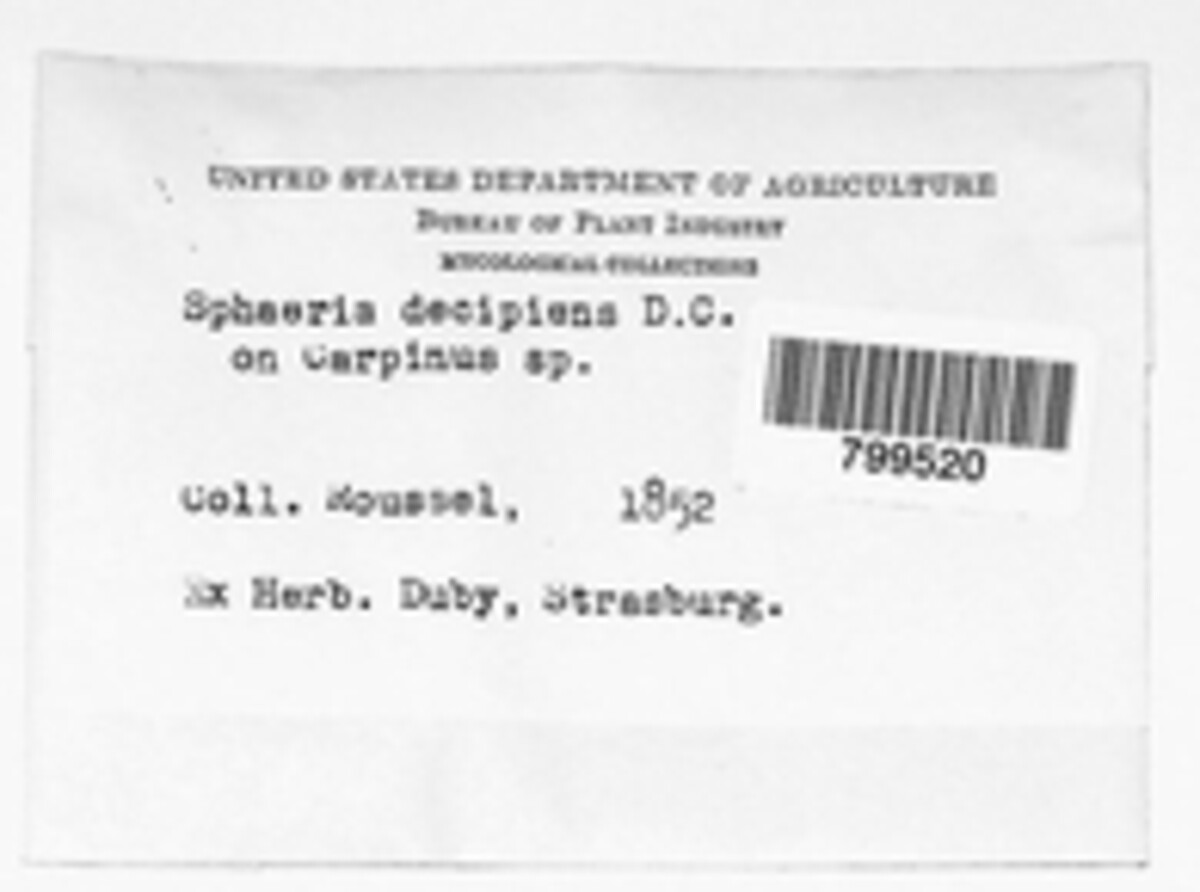 UNITED STATES DEPARTMENT OF AGRICULTURE
BUREAU OF PLANT INDUSTRY
MYCOLOGICAL COLLECTIONS
Sphaeria decipiens D.C.
on Carpinus sp.
799520
Coll. Moussel, 1852
Ex Herb. Duby, Strasburg.